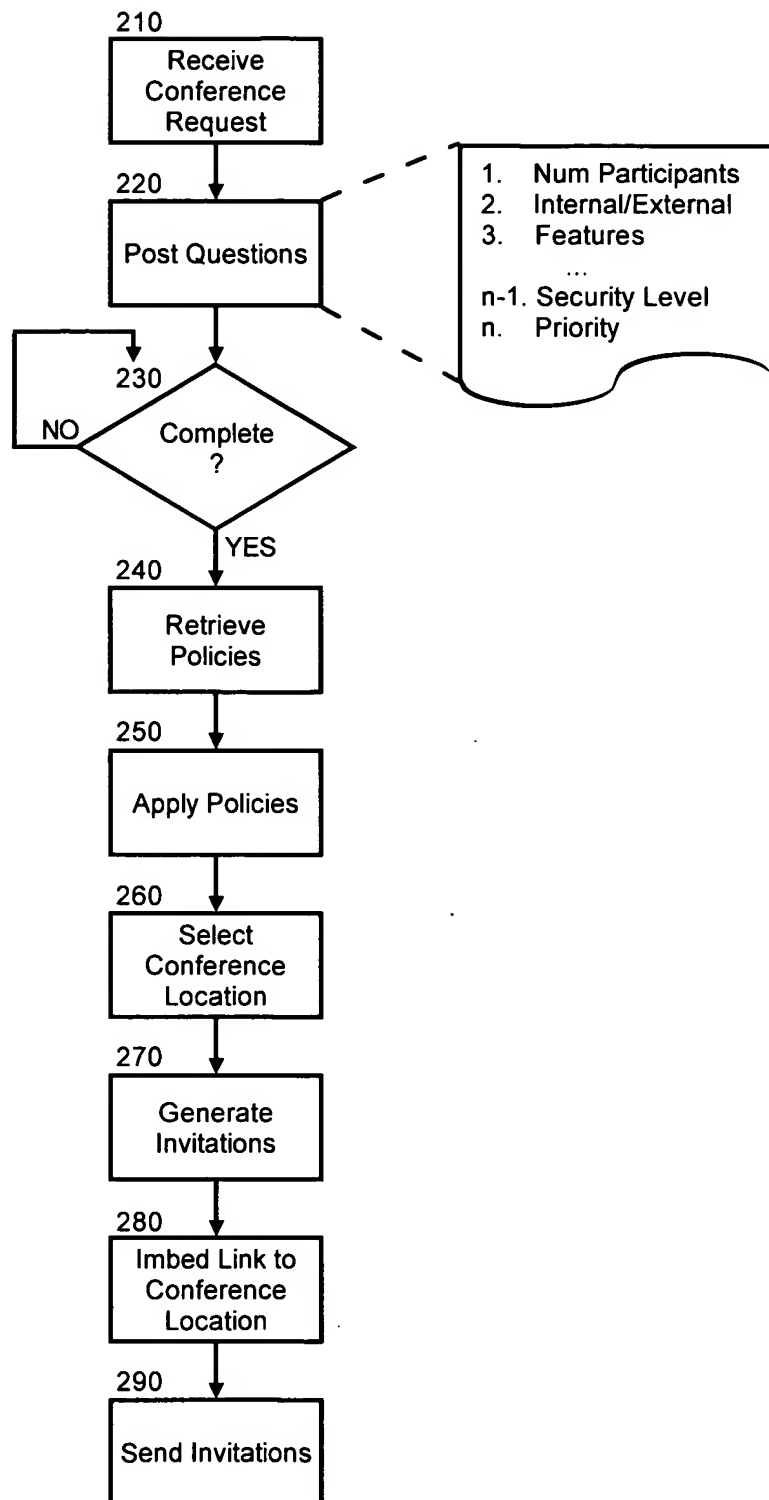 210
Receive
Conference
Request
220
Post Questions
1. Num Participants
2. Internal/External
3. Features
...
n-1. Security Level
n. Priority
230
NO
Complete
?
YES
240
Retrieve
Policies
250
Apply Policies
260
Select
Conference
Location
270
Generate
Invitations
280
Imbed Link to
Conference
Location
290
Send Invitations